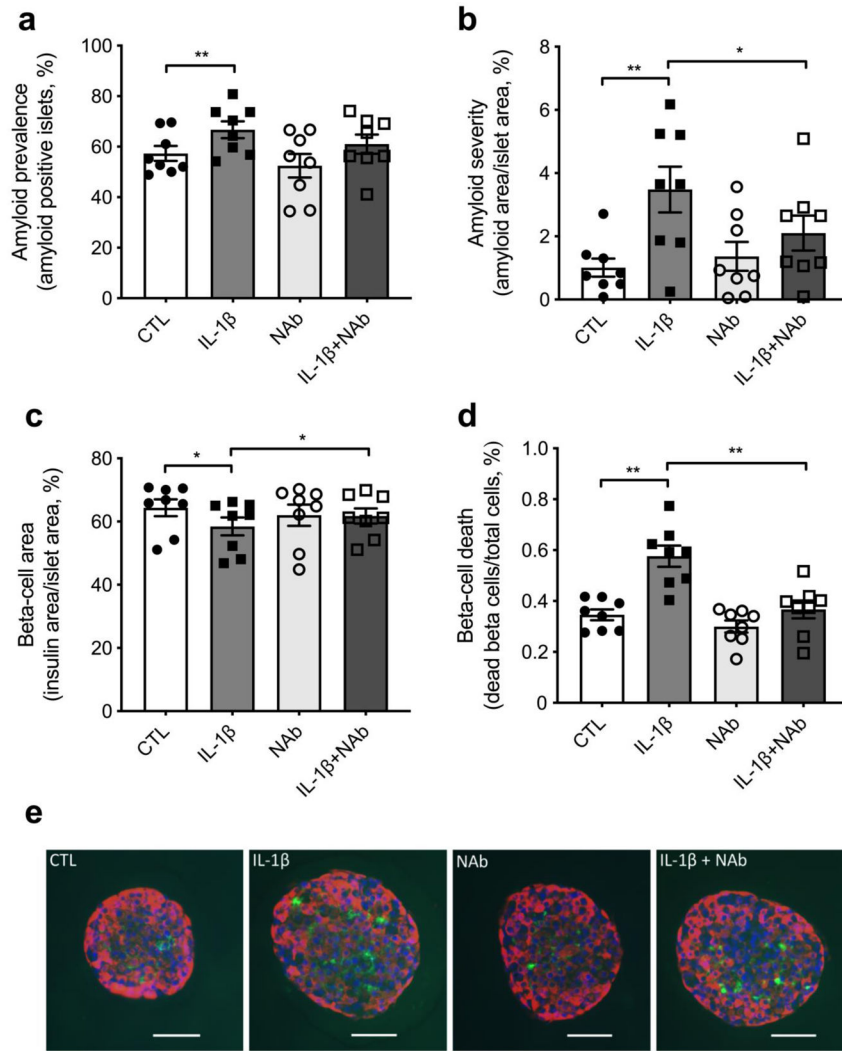 a
Amyloid prevalence
(amyloid positive islets, %)
100
80
60
40
20
0
**
CTL
IL-1β
NAb
IL-1β+NAb
b
Amyloid severity
(amyloid area/islet area, %)
8
6
4
2
0
**
*
CTL
IL-1β
NAb
IL-1β+NAb
c
Beta-cell area
(insulin area/islet area, %)
80
60
40
20
0
*
*
CTL
IL-1β
NAb
IL-1β+NAb
d
Beta-cell death
(dead beta cells/total cells, %)
1.0
0.8
0.6
0.4
0.2
0
**
**
CTL
IL-1β
NAb
IL-1β+NAb
e
CTL
IL-1β
NAb
IL-1β + NAb